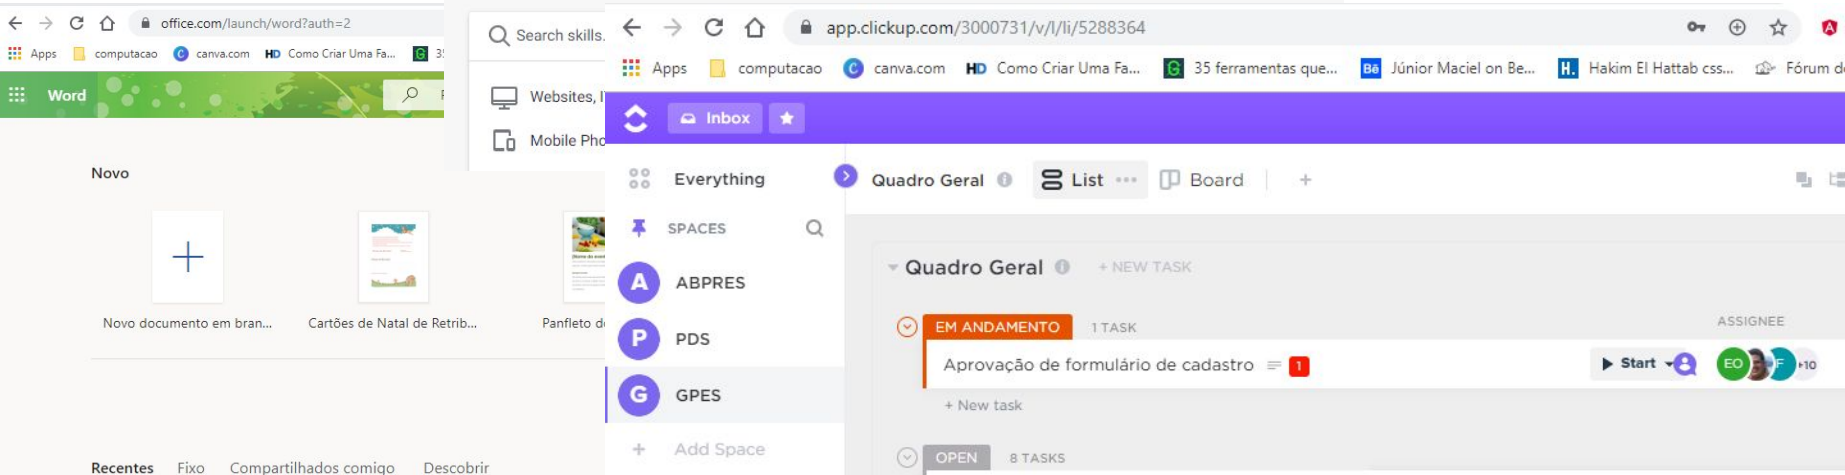 office.com/launch/word?auth=2
Apps computacao canva.com HD Como Criar Uma Fa... 3
Word
Novo
Novo documento em bran...
Cartões de Natal de Retrib...
Panfleto d
Recentes Fixo Compartilhados comigo Descobrir
Search skills.
Websites, I
Mobile Pho
app.clickup.com/3000731/v/l/li/5288364
Apps computacao canva.com HD Como Criar Uma Fa... 35 ferramentas que... Bē Júnior Maciel on Be... H. Hakim El Hattab css... Fórum d
Inbox
Everything
SPACES
A ABPRES
P PDS
G GPES
+ Add Space
Quadro Geral List ... Board +
Quadro Geral + NEW TASK
EM ANDAMENTO 1 TASK ASSIGNEE
Aprovação de formulário de cadastro 1 Start EO F +10
+ New task
OPEN 8 TASKS